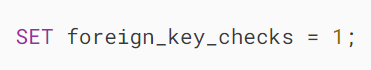 SET foreign_key_checks = 1;